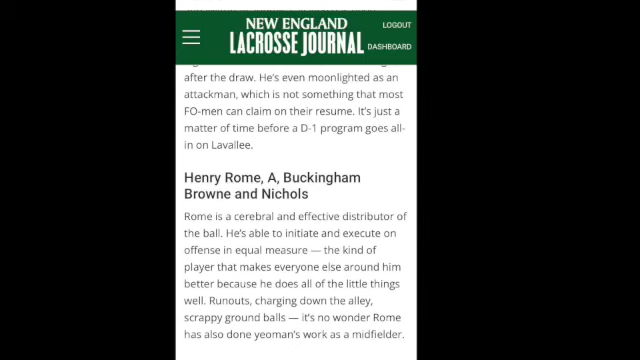 NEW ENGLAND
LACROSSE JOURNAL
LOGOUT
DASHBOARD
after the draw. He's even moonlighted as an
attackman, which is not something that most
FO-men can claim on their resume. It's just a
matter of time before a D-1 program goes all-
in on Lavallee.
Henry Rome, A, Buckingham
Browne and Nichols
Rome is a cerebral and effective distributor of
the ball. He's able to initiate and execute on
offense in equal measure — the kind of
player that makes everyone else around him
better because he does all of the little things
well. Runouts, charging down the alley,
scrappy ground balls — it's no wonder Rome
has also done yeoman's work as a midfielder.